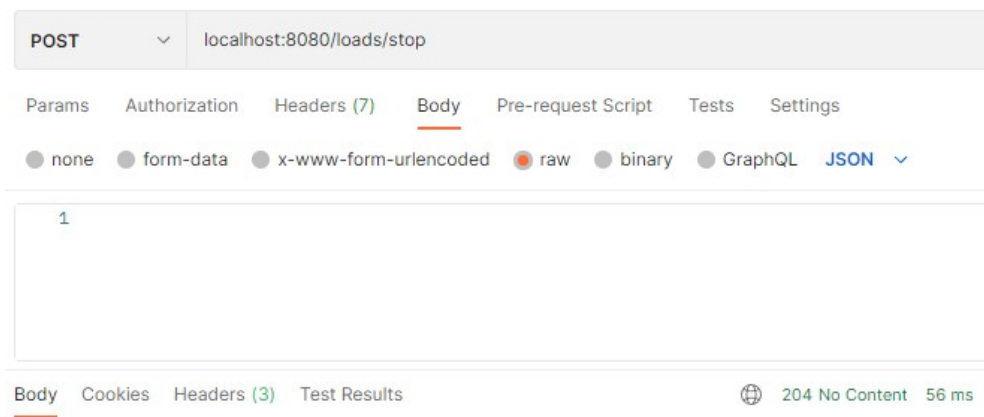 POST localhost:8080/loads/stop
Params Authorization Headers (7) Body Pre-request Script Tests Settings
none form-data x-www-form-urlencoded raw binary GraphQL JSON
1
Body Cookies Headers (3) Test Results 204 No Content 56 ms